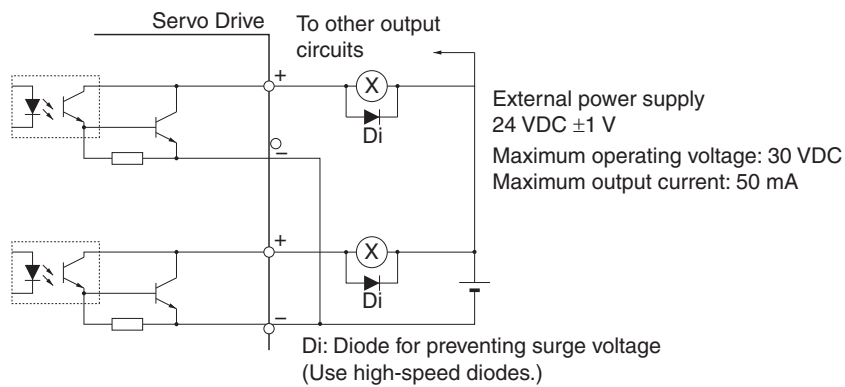 Servo Drive
To other output
circuits
+
X
Di
–
External power supply
24 VDC ±1 V
Maximum operating voltage: 30 VDC
Maximum output current: 50 mA
+
X
Di
–
Di: Diode for preventing surge voltage
(Use high-speed diodes.)